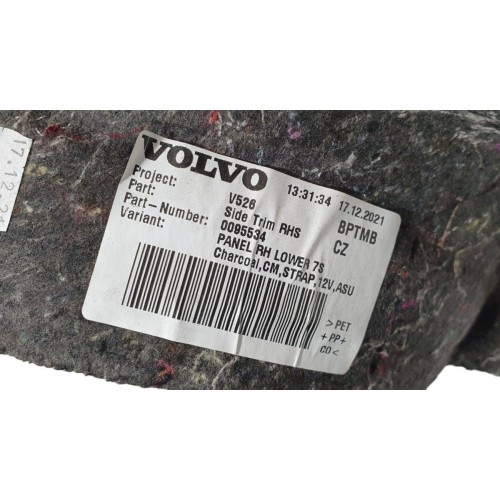 VOLVO
13:31:34 17.12.2021
Project: V526 BPTMB
Part: Side Trim RHS CZ
Part-Number: 0095534
Variant: PANEL RH LOWER 7S
Charcoal,CM,STRAP,12V,ASU
>PET
+PP+
CO<
17.12.2